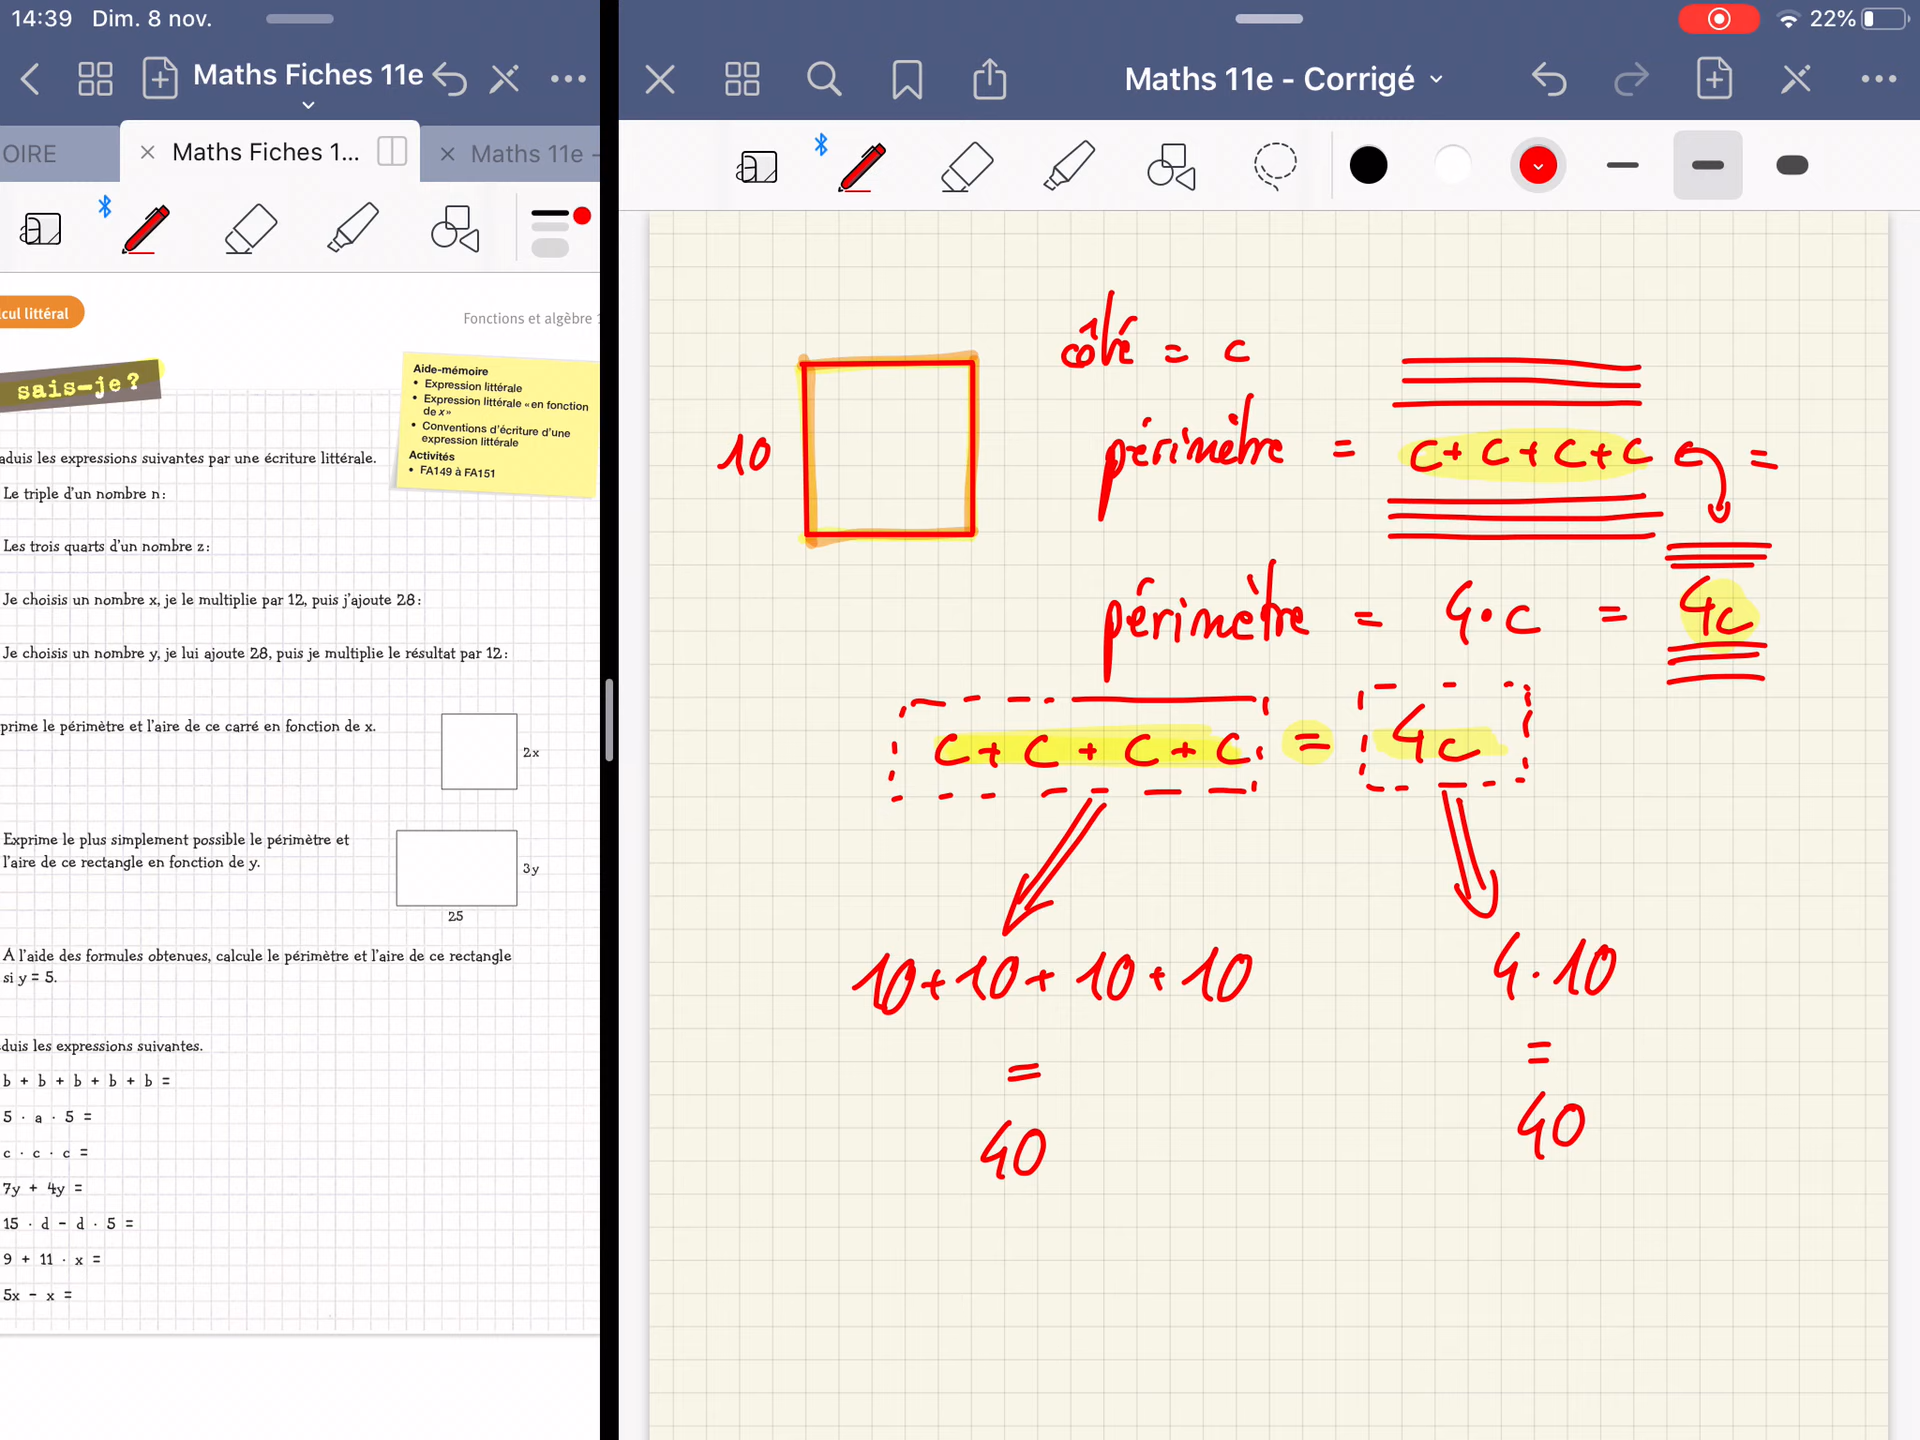 14:39 Dim. 8 nov.
22%
Maths Fiches 11e
OIRE
Maths Fiches 1...
Maths 11e -
cul littéral
Fonctions et algèbre
sais-je?
Aide-mémoire
• Expression littérale
• Expression littérale «en fonction
de x»
• Conventions d'écriture d'une
expression littérale
Activités
• FA149 à FA151
aduis les expressions suivantes par une écriture littérale.
Le triple d'un nombre n:
Les trois quarts d'un nombre z:
Je choisis un nombre x, je le multiplie par 12, puis j'ajoute 28:
Je choisis un nombre y, je lui ajoute 28, puis je multiplie le résultat par 12:
prime le périmètre et l'aire de ce carré en fonction de x.
2x
Exprime le plus simplement possible le périmètre et
l'aire de ce rectangle en fonction de y.
3y
25
À l'aide des formules obtenues, calcule le périmètre et l'aire de ce rectangle
si y = 5.
duis les expressions suivantes.
b + b + b + b + b =
5 · a · 5 =
c · c · c =
7y + 4y =
15 · d - d · 5 =
9 + 11 · x =
5x - x =
Maths 11e - Corrigé
côté = c
10
périmètre = c+c+c+c =
périmètre = 4·c = 4c
c+c+c+c = 4c
10+10+10+10
4·10
=
=
40
40